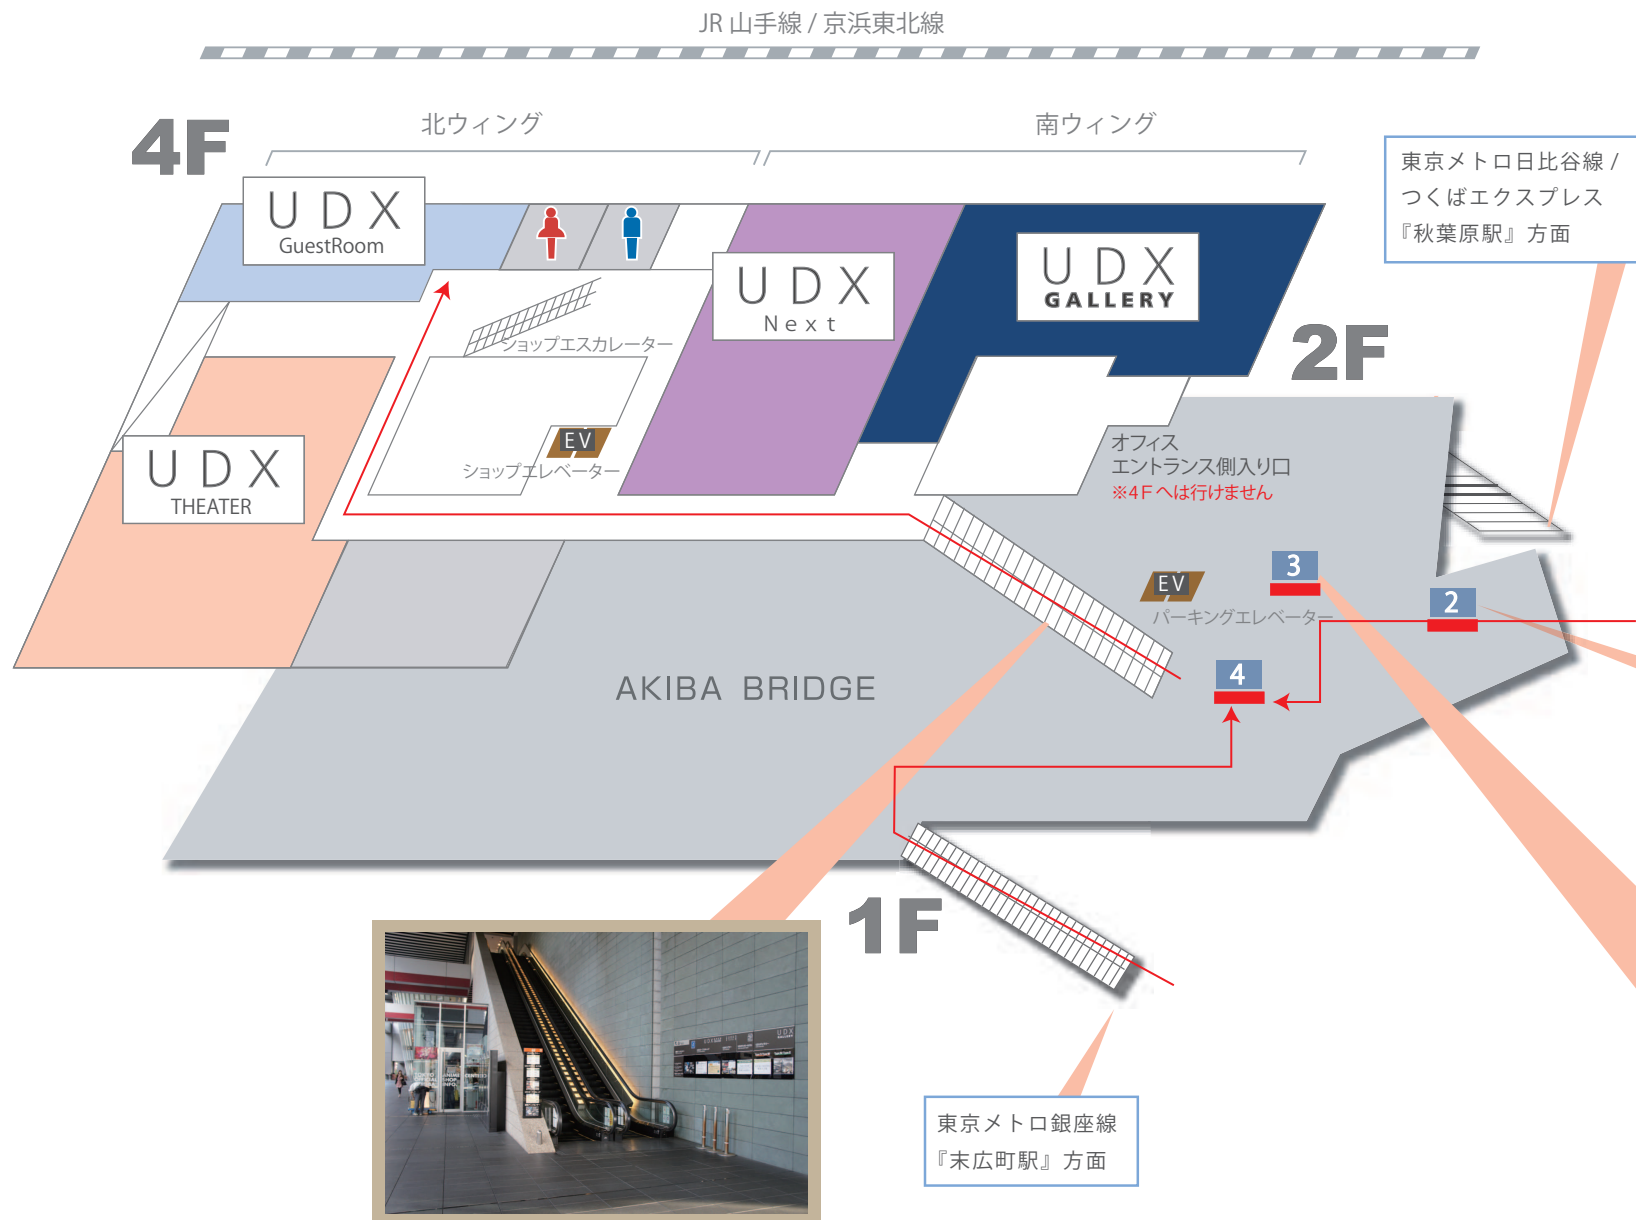 JR 山手線 / 京浜東北線
4F
北ウィング
南ウィング
東京メトロ日比谷線 /
つくばエクスプレス
『秋葉原駅』方面
UDX
GuestRoom
UDX
Next
UDX
GALLERY
2F
ショップエスカレーター
EV
ショップエレベーター
UDX
THEATER
オフィス
エントランス側入り口
※4Fへは行けません
3
EV
パーキングエレベーター
2
4
AKIBA BRIDGE
1F
UDX
東京メトロ銀座線
『末広町駅』方面